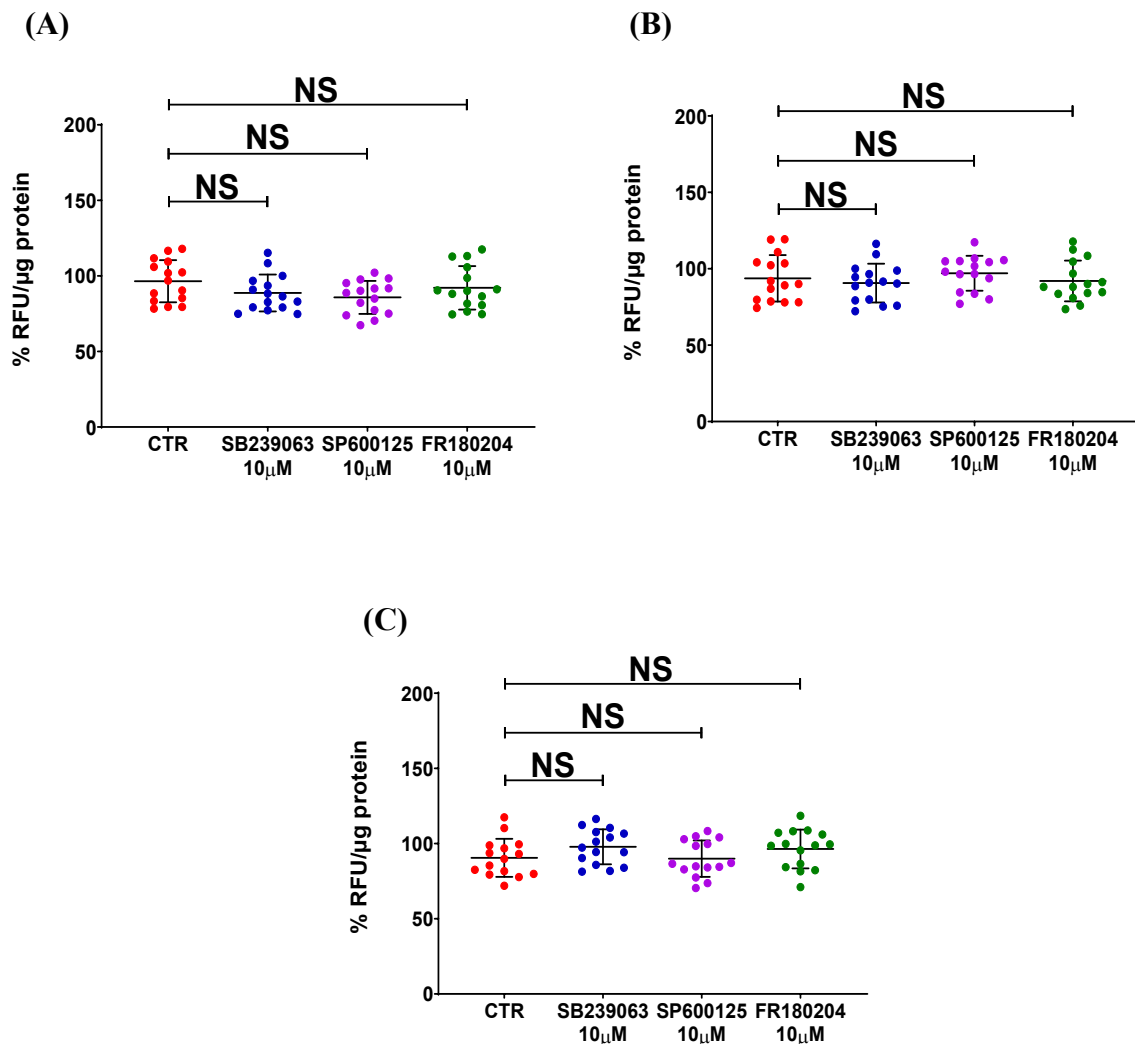 (A)
NS
NS
NS
% RFU/µg protein
200
150
100
50
0
CTR
SB239063
10µM
SP600125
10µM
FR180204
10µM
(B)
NS
NS
NS
% RFU/µg protein
200
150
100
50
0
CTR
SB239063
10µM
SP600125
10µM
FR180204
10µM
(C)
NS
NS
NS
% RFU/µg protein
200
150
100
50
0
CTR
SB239063
10µM
SP600125
10µM
FR180204
10µM